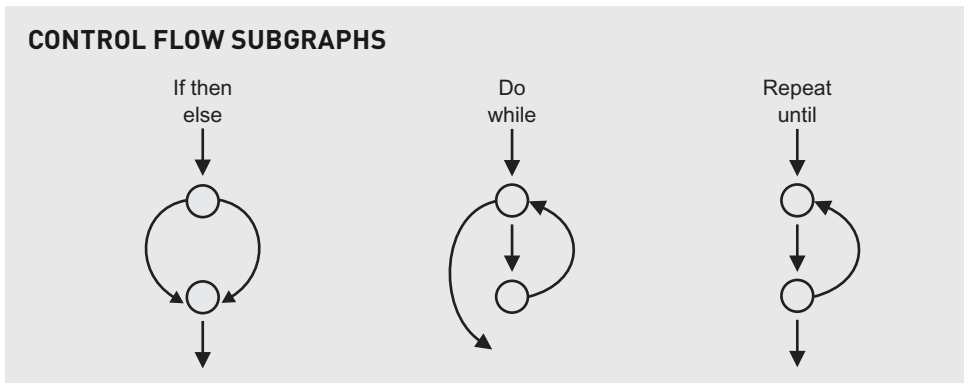 CONTROL FLOW SUBGRAPHS
If then
else
Do
while
Repeat
until